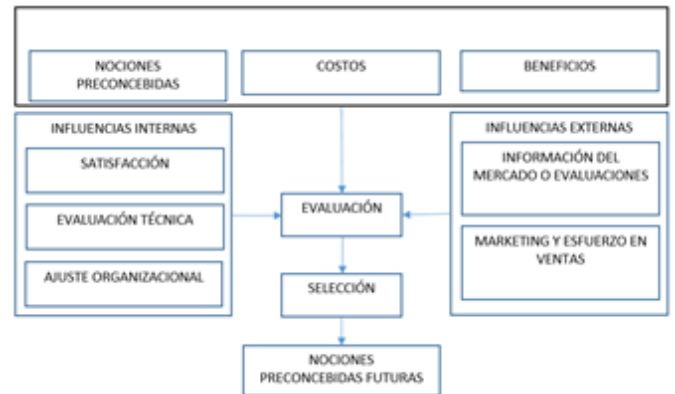 NOCIONES
PRECONCEBIDAS
COSTOS
BENEFICIOS
INFLUENCIAS INTERNAS
SATISFACCIÓN
EVALUACIÓN TÉCNICA
AJUSTE ORGANIZACIONAL
INFLUENCIAS EXTERNAS
INFORMACIÓN DEL
MERCADO O EVALUACIONES
MARKETING Y ESFUERZO EN
VENTAS
EVALUACIÓN
SELECCIÓN
NOCIONES
PRECONCEBIDAS FUTURAS